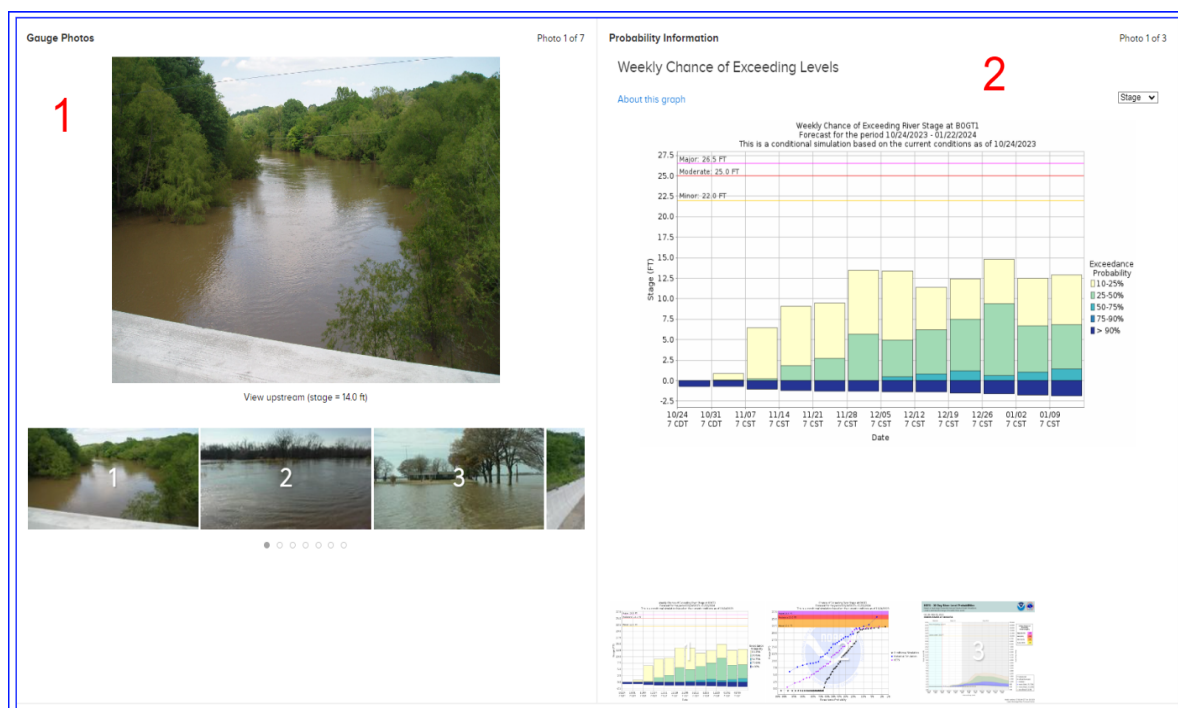 Gauge Photos
Photo 1 of 7
1
View upstream (stage = 14.0 ft)
1
2
3
Probability Information
Photo 1 of 3
2
Weekly Chance of Exceeding Levels
About this graph
Stage
Weekly Chance of Exceeding River Stage at BOGT1
Forecast for the period 10/24/2023 - 01/22/2024
This is a conditional simulation based on the current conditions as of 10/24/2023
Major: 26.5 FT
Moderate: 25.0 FT
Minor: 22.0 FT
27.5
25.0
22.5
20.0
17.5
15.0
12.5
10.0
7.5
5.0
2.5
0.0
-2.5
Stage (FT)
Exceedance
Probability
10-25%
25-50%
50-75%
75-90%
> 90%
10/24 10/31 11/07 11/14 11/21 11/28 12/05 12/12 12/19 12/26 01/02 01/09
7 CDT 7 CDT 7 CST 7 CST 7 CST 7 CST 7 CST 7 CST 7 CST 7 CST 7 CST 7 CST
Date
3